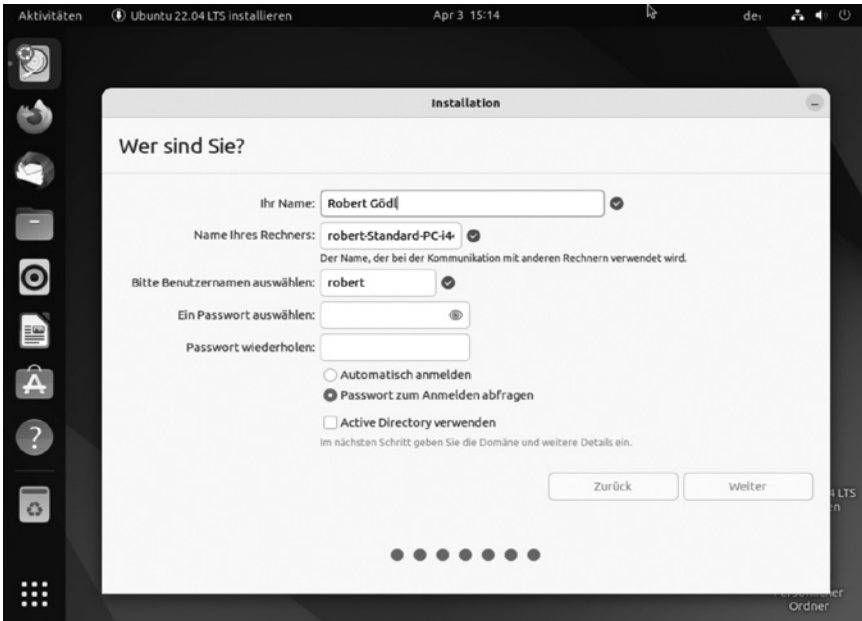 Aktivitäten Ubuntu 22.04 LTS installieren Apr 3 15:14
Installation
Wer sind Sie?
Ihr Name: Robert Gödl
Name Ihres Rechners: robert-Standard-PC-i4
Der Name, der bei der Kommunikation mit anderen Rechnern verwendet wird.
Bitte Benutzernamen auswählen: robert
Ein Passwort auswählen:
Passwort wiederholen:
Automatisch anmelden
Passwort zum Anmelden abfragen
Active Directory verwenden
Im nächsten Schritt geben Sie die Domäne und weitere Details ein.
Zurück Weiter
LTS
Ordner